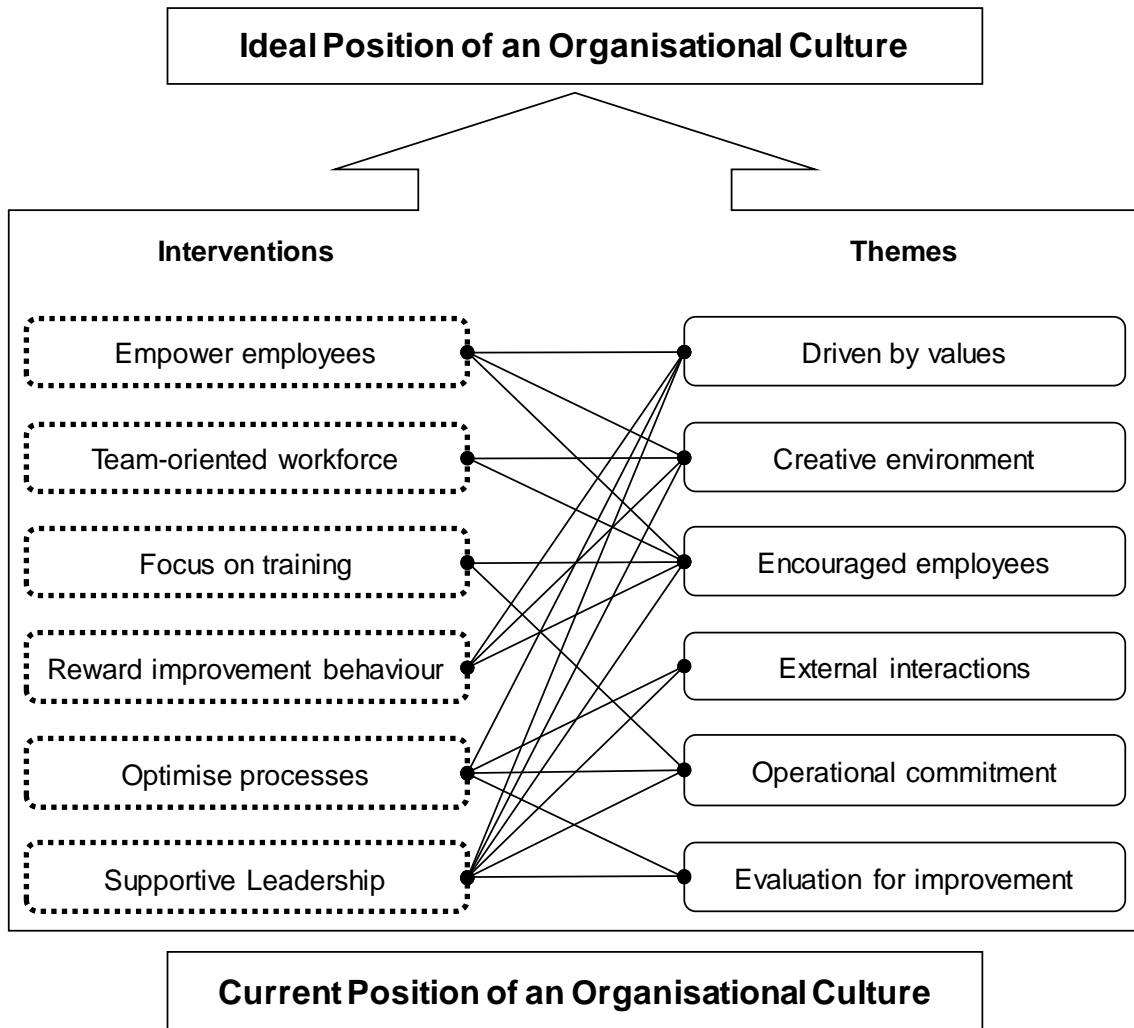 Ideal Position of an Organisational Culture
Interventions
Themes
Empower employees
Driven by values
Team-oriented workforce
Creative environment
Focus on training
Encouraged employees
Reward improvement behaviour
External interactions
Optimise processes
Operational commitment
Supportive Leadership
Evaluation for improvement
Current Position of an Organisational Culture